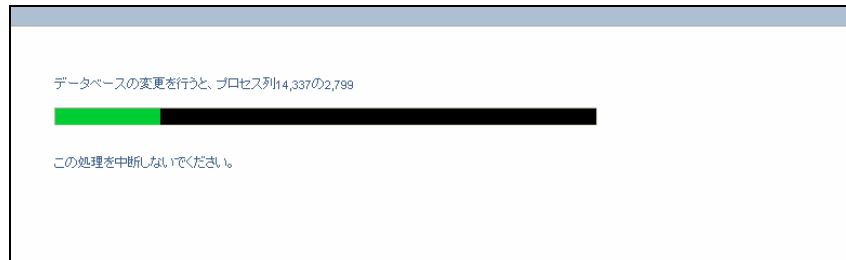 データベースの変更を行うと、プロセス列14,337の2,799
この処理を中断しないでください。